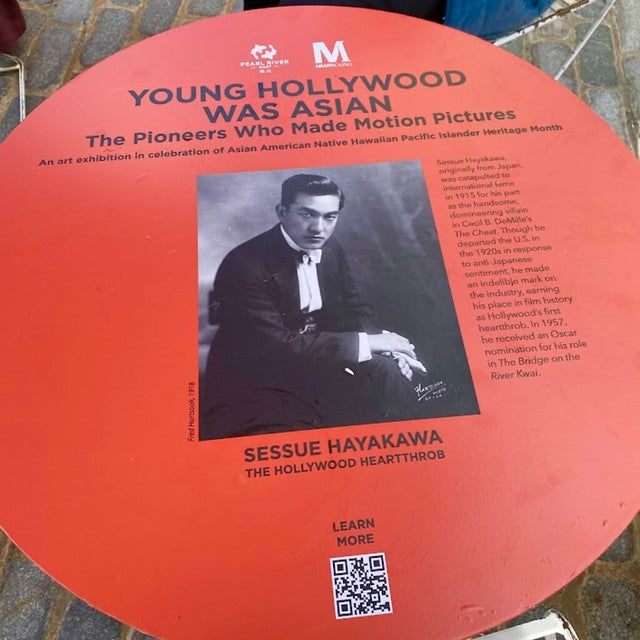 PEARL RIVER
MART
M
MEATPACKING
YOUNG HOLLYWOOD
WAS ASIAN
The Pioneers Who Made Motion Pictures
An art exhibition in celebration of Asian American Native Hawaiian Pacific Islander Heritage Month
Sessue Hayakawa,
originally from Japan,
was catapulted to
international fame
in 1915 for his part
as the handsome,
domineering villain
in Cecil B. DeMille's
The Cheat. Though he
departed the U.S. in
the 1920s in response
to anti-Japanese
sentiment, he made
an indelible mark on
the industry, earning
his place in film history
as Hollywood's first
heartthrob. In 1957,
he received an Oscar
nomination for his role
in The Bridge on the
River Kwai.
Fred Hartsook, 1918
SESSUE HAYAKAWA
THE HOLLYWOOD HEARTTHROB
LEARN
MORE